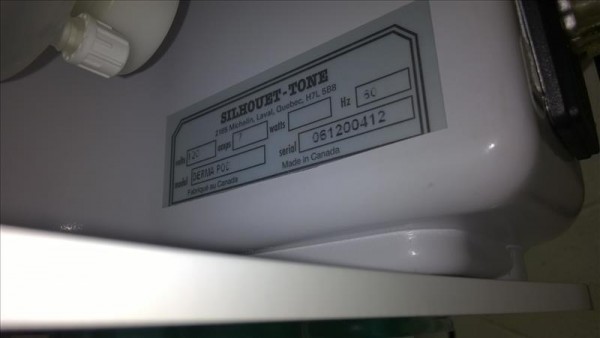 SILHOUET-TONE
2185 Michelin, Laval, Quebec, H7L 5B8
volts 120 amps 7 watts Hz 60
model DERMA POD serial 061200412
Fabriqué au Canada Made in Canada